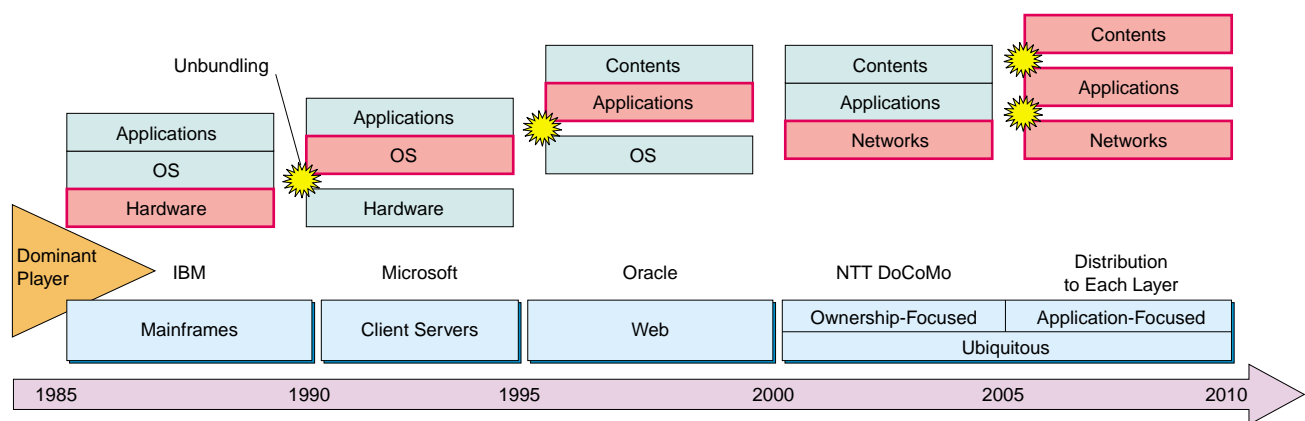 Unbundling
Applications
OS
Hardware
Applications
OS
Hardware
Contents
Applications
OS
Contents
Applications
Networks
Contents
Applications
Networks
Dominant
Player
IBM
Microsoft
Oracle
NTT DoCoMo
Distribution
to Each Layer
Mainframes
Client Servers
Web
Ownership-Focused
Application-Focused
Ubiquitous
1985
1990
1995
2000
2005
2010